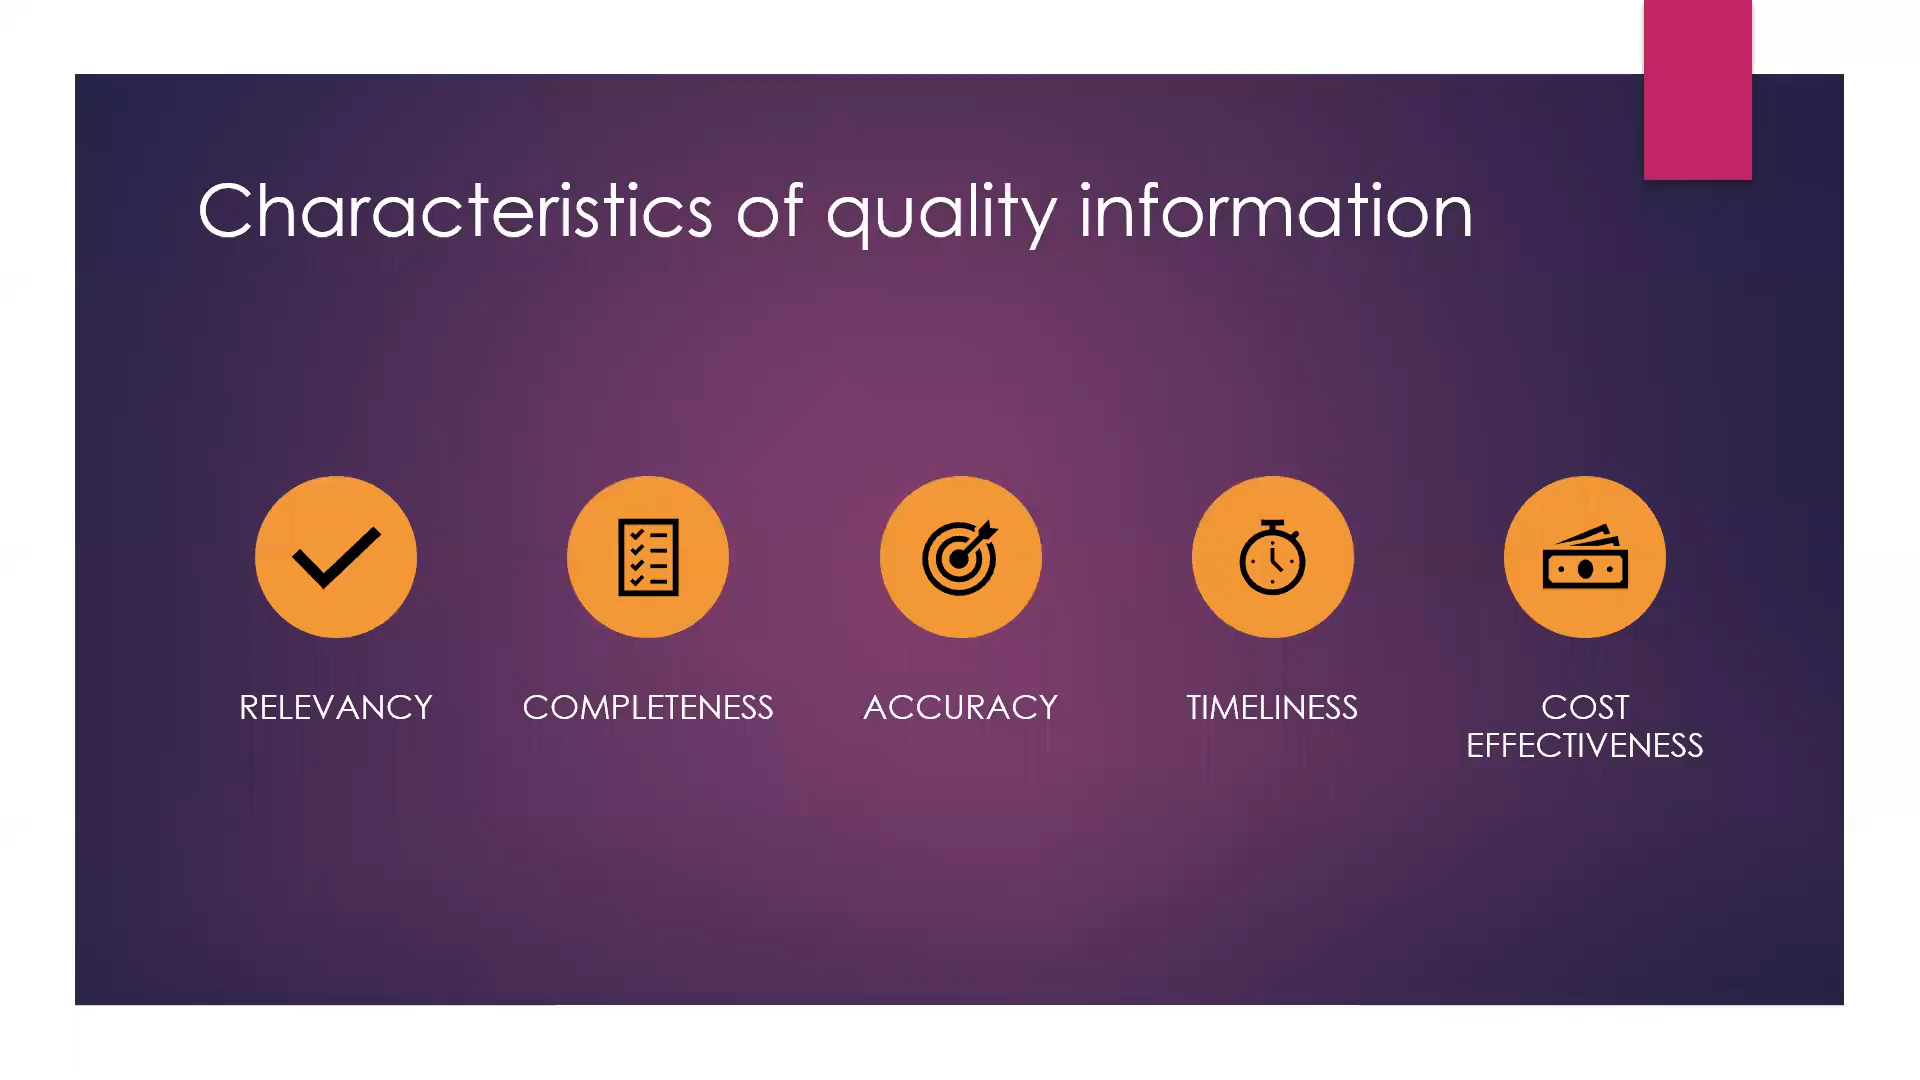 Characteristics of quality information
RELEVANCY
COMPLETENESS
ACCURACY
TIMELINESS
COST
EFFECTIVENESS